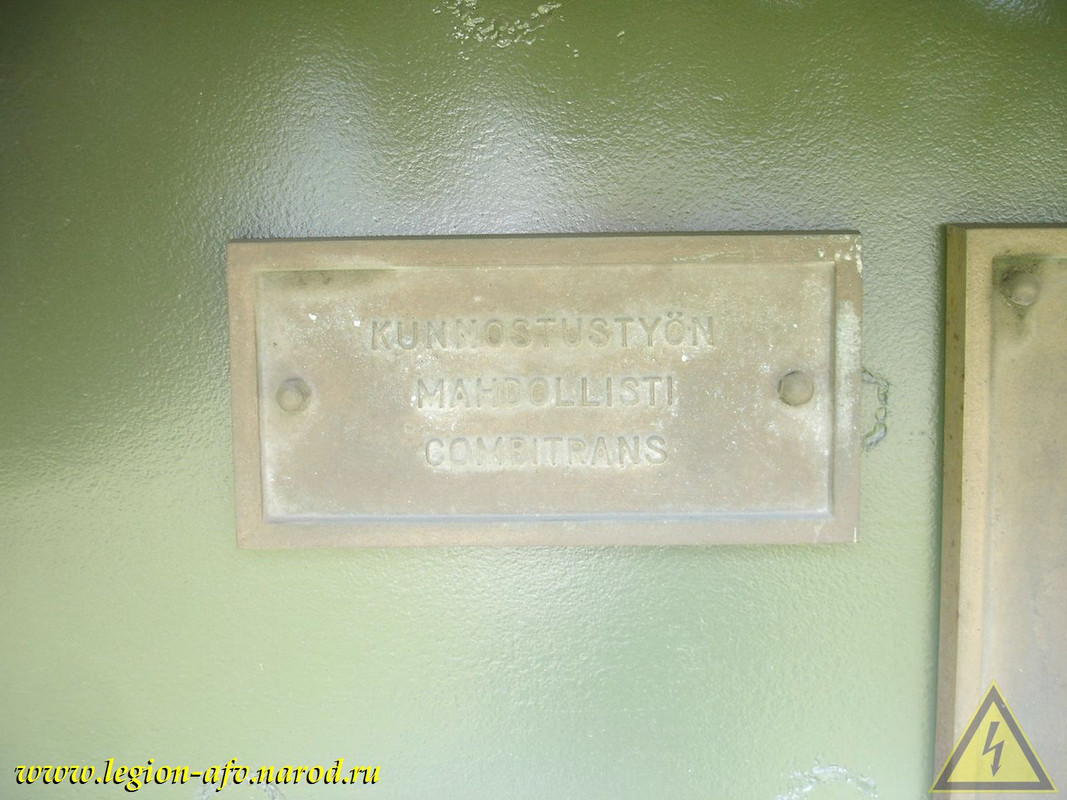 KUNNOSTUSTYÖN
MAHDOLLISTI
COMBITRANS
www.legion-afv.narod.ru